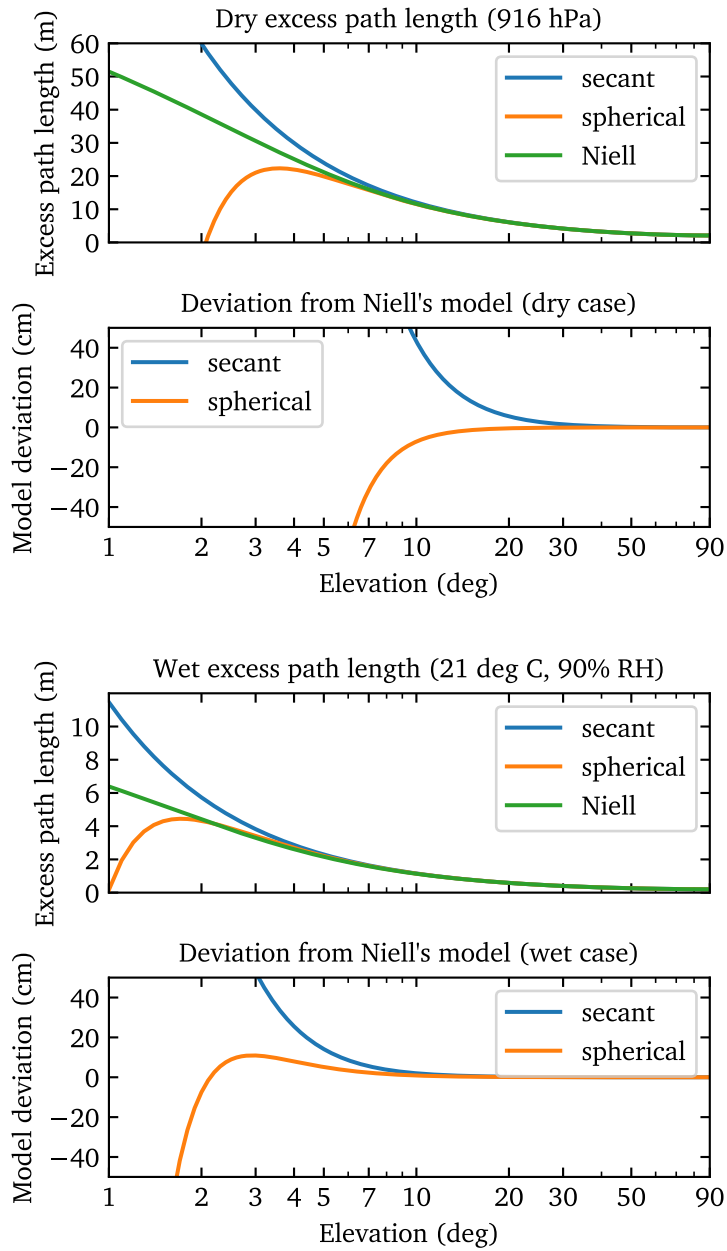 Dry excess path length (916 hPa)
Excess path length (m)
60
50
40
30
20
10
0
secant
spherical
Niell
Deviation from Niell's model (dry case)
Model deviation (cm)
40
20
0
−20
−40
secant
spherical
1 2 3 4 5 7 10 20 30 50 90
Elevation (deg)
Wet excess path length (21 deg C, 90% RH)
Excess path length (m)
10
8
6
4
2
0
secant
spherical
Niell
Deviation from Niell's model (wet case)
Model deviation (cm)
40
20
0
−20
−40
secant
spherical
1 2 3 4 5 7 10 20 30 50 90
Elevation (deg)